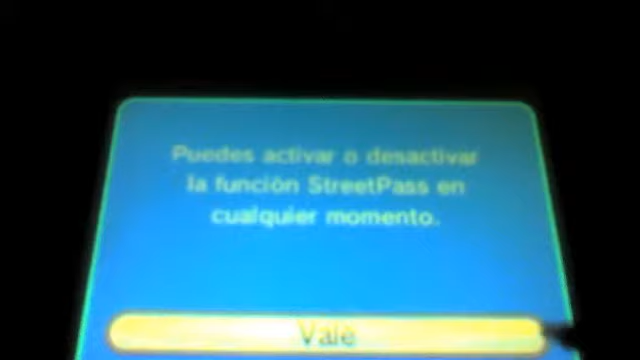 Puedes activar o desactivar
la función StreetPass en
cualquier momento.
Vale